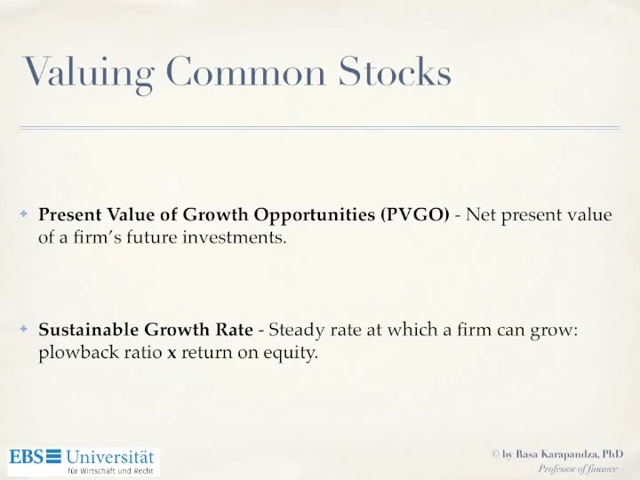 Valuing Common Stocks
Present Value of Growth Opportunities (PVGO) - Net present value
of a firm's future investments.
Sustainable Growth Rate - Steady rate at which a firm can grow:
plowback ratio x return on equity.
EBS Universität
für Wirtschaft und Recht
© by Rasa Karapandza, PhD
Professor of finance